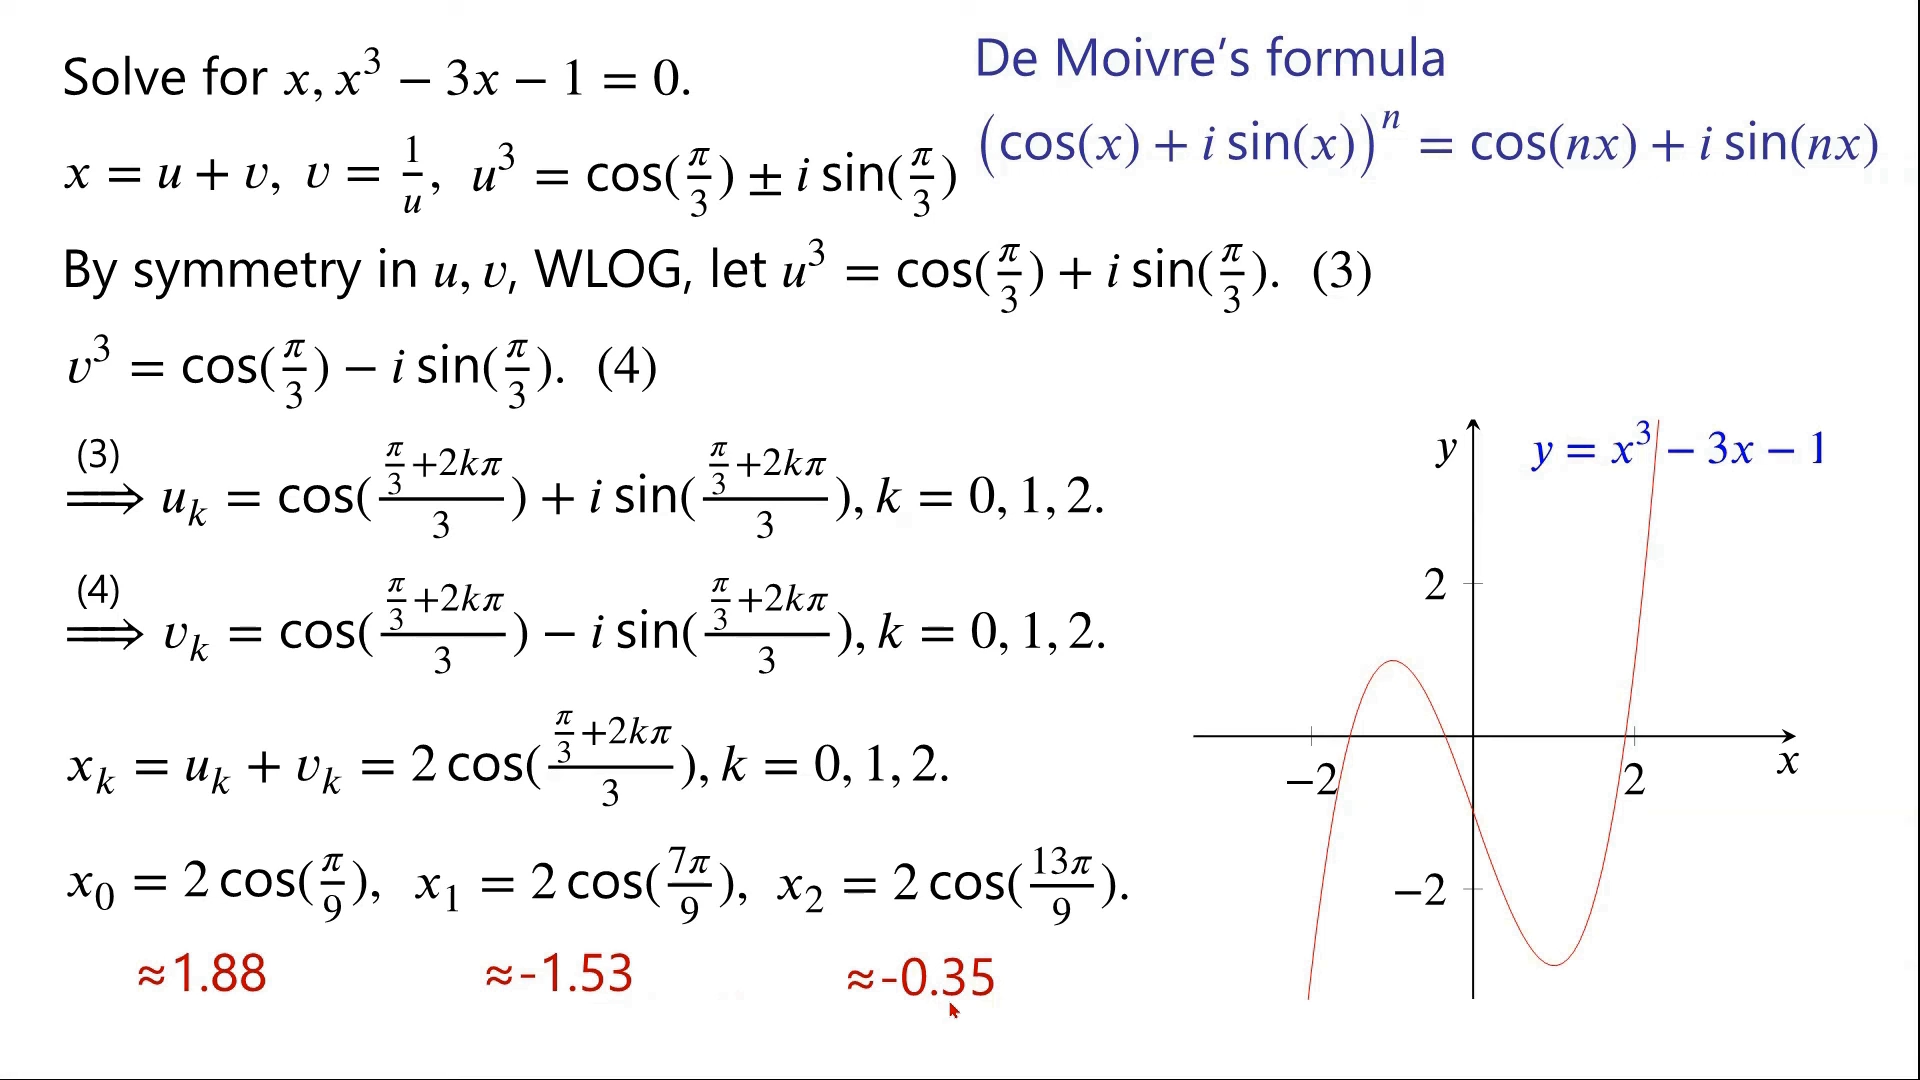 Solve for x, x³ − 3x − 1 = 0.
De Moivre's formula
(cos(x) + i sin(x))ⁿ = cos(nx) + i sin(nx)
x = u + v, v = 1/u, u³ = cos(π/3) ± i sin(π/3)
By symmetry in u, v, WLOG, let u³ = cos(π/3) + i sin(π/3). (3)
v³ = cos(π/3) − i sin(π/3). (4)
(3)
⟹ uₖ = cos((π/3+2kπ)/3) + i sin((π/3+2kπ)/3), k = 0, 1, 2.
(4)
⟹ vₖ = cos((π/3+2kπ)/3) − i sin((π/3+2kπ)/3), k = 0, 1, 2.
xₖ = uₖ + vₖ = 2 cos((π/3+2kπ)/3), k = 0, 1, 2.
x₀ = 2 cos(π/9), x₁ = 2 cos(7π/9), x₂ = 2 cos(13π/9).
≈1.88 ≈-1.53 ≈-0.35
y y = x³ − 3x − 1
2
−2 2 x
−2